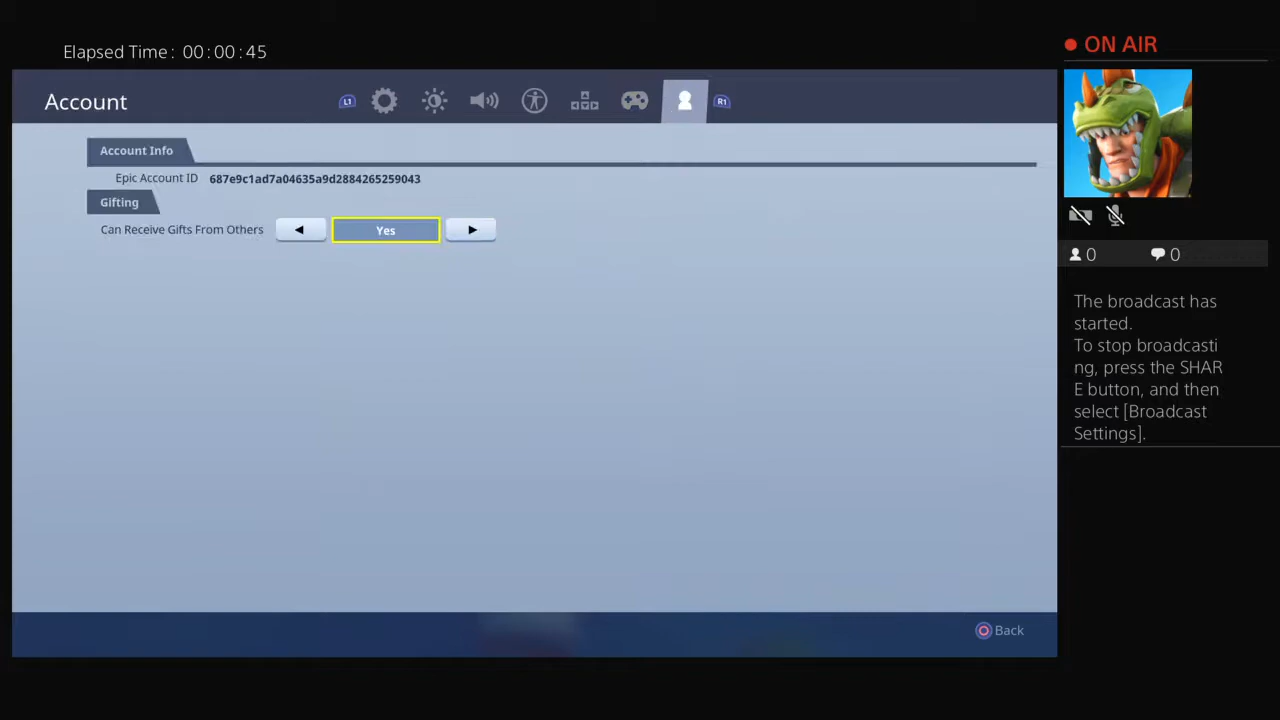 Elapsed Time: 00:00:45
ON AIR
Account
L1
R1
Account Info
Epic Account ID 687e9c1ad7a04635a9d2884265259043
Gifting
Can Receive Gifts From Others Yes
0 0
The broadcast has
started.
To stop broadcasti
ng, press the SHAR
E button, and then
select [Broadcast
Settings].
Back